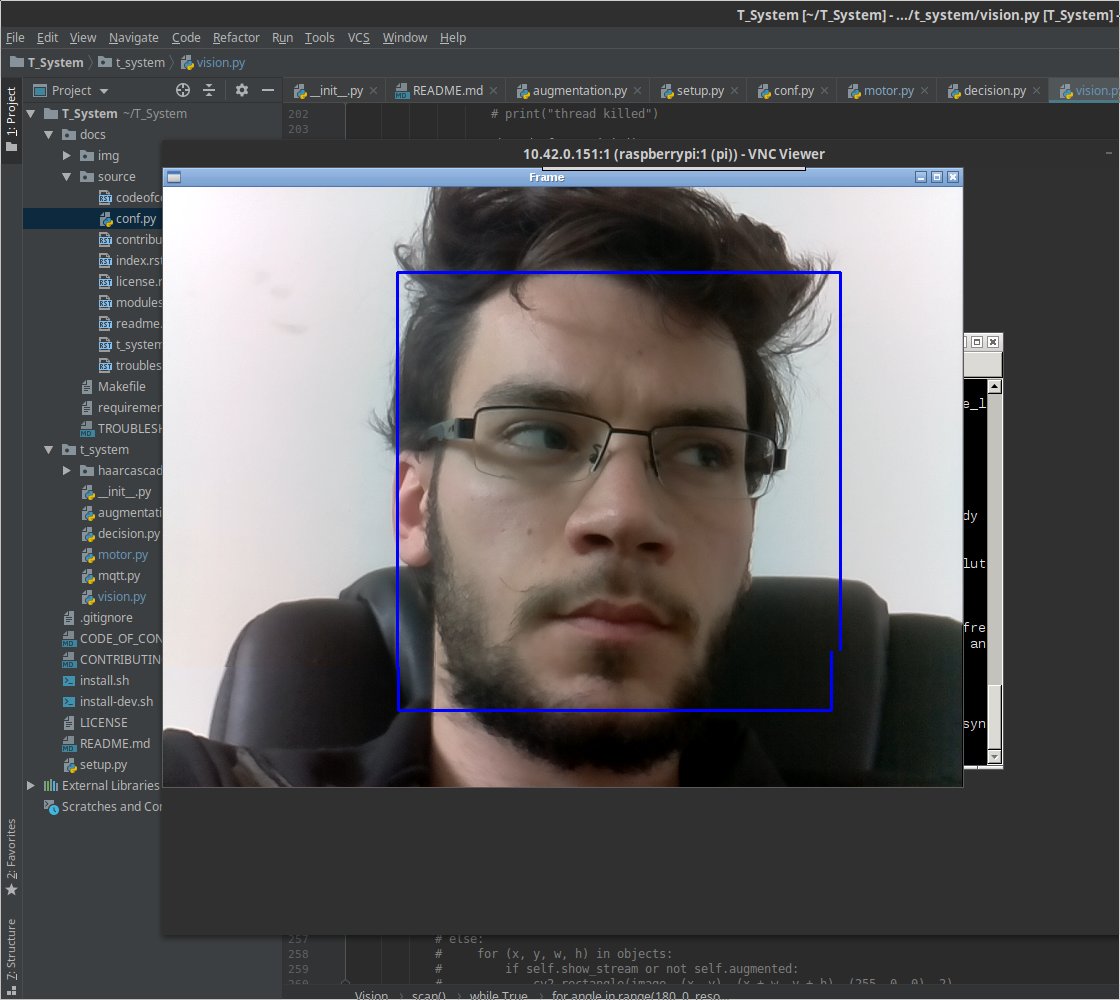 T_System [~/T_System] - .../t_system/vision.py [T_System] -
File Edit View Navigate Code Refactor Run Tools VCS Window Help
T_System t_system vision.py
1: Project
Project
__init__.py README.md augmentation.py setup.py conf.py motor.py decision.py vision.py
T_System ~/T_System
docs
img
source
codeofco
conf.py
contribu
index.rst
license.r
modules
readme.
t_system
troubles
Makefile
requiremen
TROUBLESH
t_system
haarcascad
__init__.py
augmentati
decision.py
motor.py
mqtt.py
vision.py
.gitignore
CODE_OF_CON
CONTRIBUTIN
install.sh
install-dev.sh
LICENSE
README.md
setup.py
External Libraries
Scratches and Con
2: Favorites
7: Structure
202 # print("thread killed")
203
10.42.0.151:1 (raspberrypi:1 (pi)) - VNC Viewer
Frame
e_l
dy
lut
fre
an
syn
257 # else:
258 # for (x, y, w, h) in objects:
259 # if self.show_stream or not self.augmented:
260 # cv2.rectangle(image, (x, y), (x + w, y + h), (255, 0, 0), 2)
Vision scan() while True for angle in range(180, 0, reso...